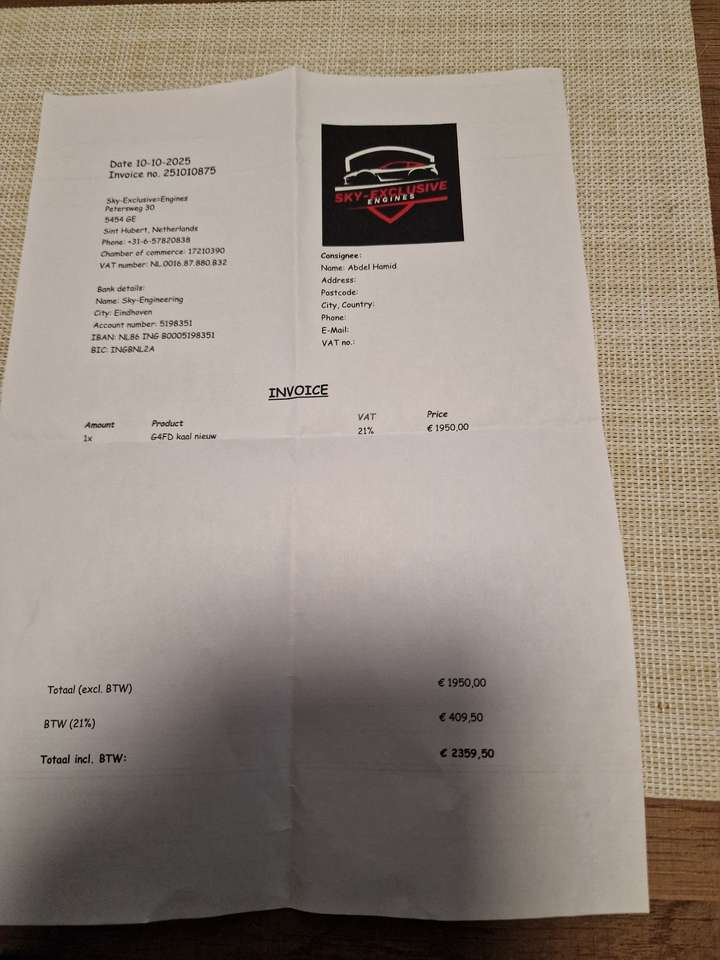 Date 10-10-2025
Invoice no. 251010875
SKY-EXCLUSIVE
ENGINES
Sky-Exclusive=Engines
Petersweg 30
5454 GE
Sint Hubert, Netherlands
Phone: +31-6-57820838
Chamber of commerce: 17210390
VAT number: NL.0016.87.880.B32
Bank details:
Name: Sky-Engineering
City: Eindhoven
Account number: 5198351
IBAN: NL86 ING B0005198351
BIC: INGBNL2A
Consignee:
Name: Abdel Hamid
Address:
Postcode:
City, Country:
Phone:
E-Mail:
VAT no.:
INVOICE
Amount Product VAT Price
1x G4FD kaal nieuw 21% € 1950,00
Totaal (excl. BTW) € 1950,00
BTW (21%) € 409,50
Totaal incl. BTW: € 2359,50